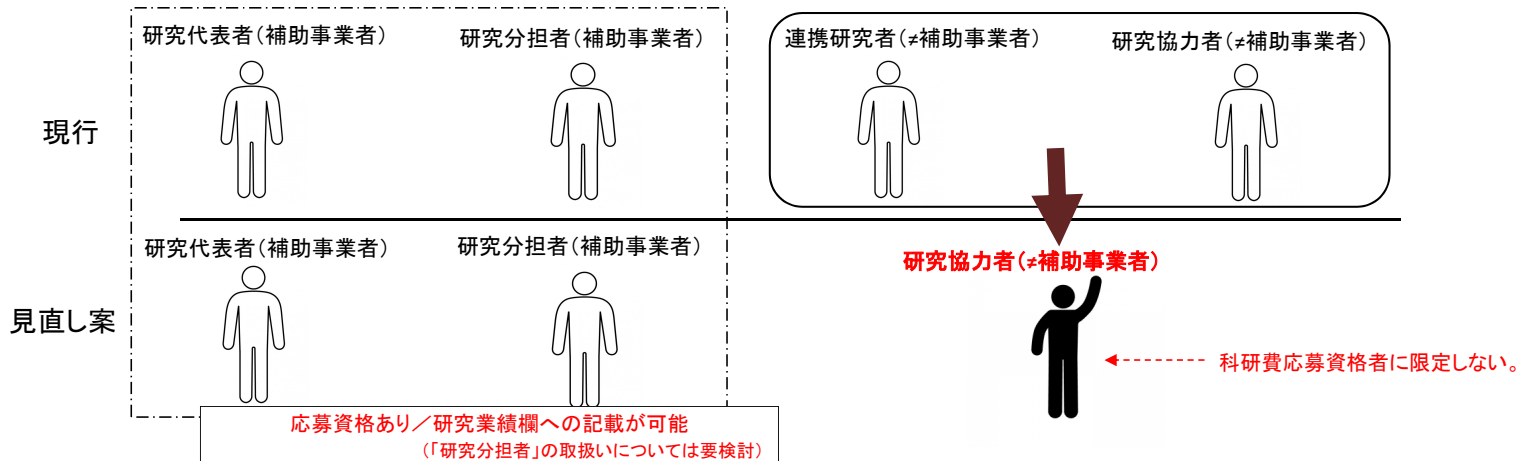 研究代表者(補助事業者)
研究分担者(補助事業者)
連携研究者(≠補助事業者)
研究協力者(≠補助事業者)
現行
研究代表者(補助事業者)
研究分担者(補助事業者)
研究協力者(≠補助事業者)
見直し案
科研費応募資格者に限定しない。
応募資格あり／研究業績欄への記載が可能
(「研究分担者」の取扱いについては要検討)